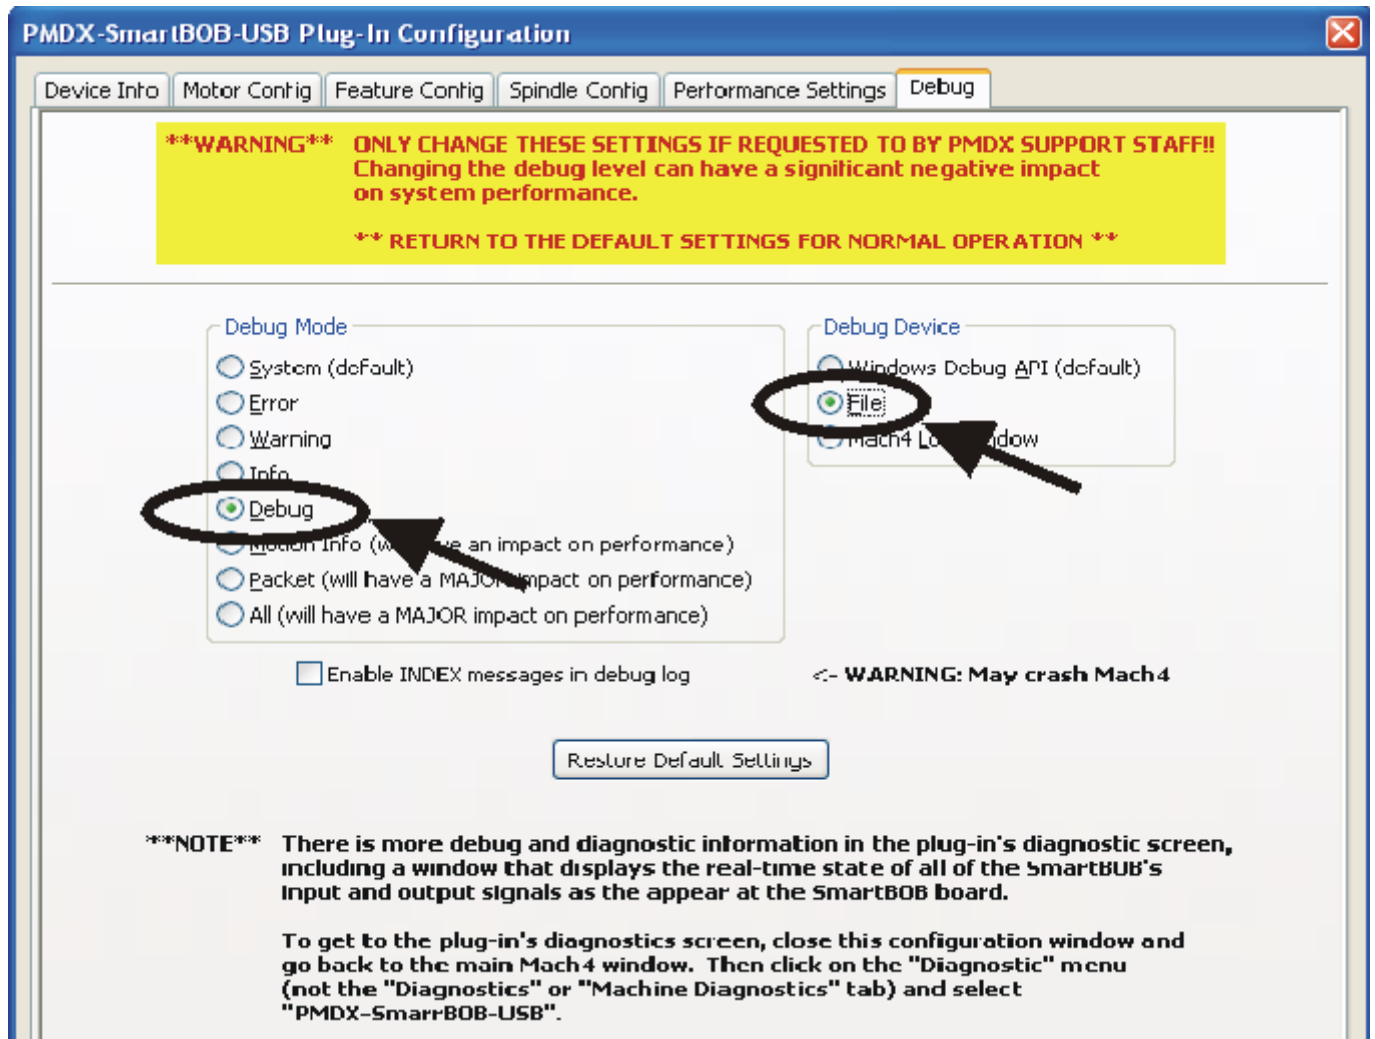 PMDX-SmartBOB-USB Plug-In Configuration
Device Info Motor Config Feature Config Spindle Config Performance Settings Debug
**WARNING** ONLY CHANGE THESE SETTINGS IF REQUESTED TO BY PMDX SUPPORT STAFF!!
Changing the debug level can have a significant negative impact
on system performance.
** RETURN TO THE DEFAULT SETTINGS FOR NORMAL OPERATION **
Debug Mode
System (default)
Error
Warning
Info
Debug
Motion Info (w ve an impact on performance)
Packet (will have a MAJOR impact on performance)
All (will have a MAJOR impact on performance)
Debug Device
Windows Debug API (default)
File
Mach4 Lo ndow
Enable INDEX messages in debug log <- WARNING: May crash Mach4
Restore Default Settings
**NOTE** There is more debug and diagnostic information in the plug-in's diagnostic screen,
including a window that displays the real-time state of all of the SmartBOB's
input and output signals as the appear at the SmartBOB board.
To get to the plug-in's diagnostics screen, close this configuration window and
go back to the main Mach4 window. Then click on the "Diagnostic" menu
(not the "Diagnostics" or "Machine Diagnostics" tab) and select
"PMDX-SmarrBOB-USB".